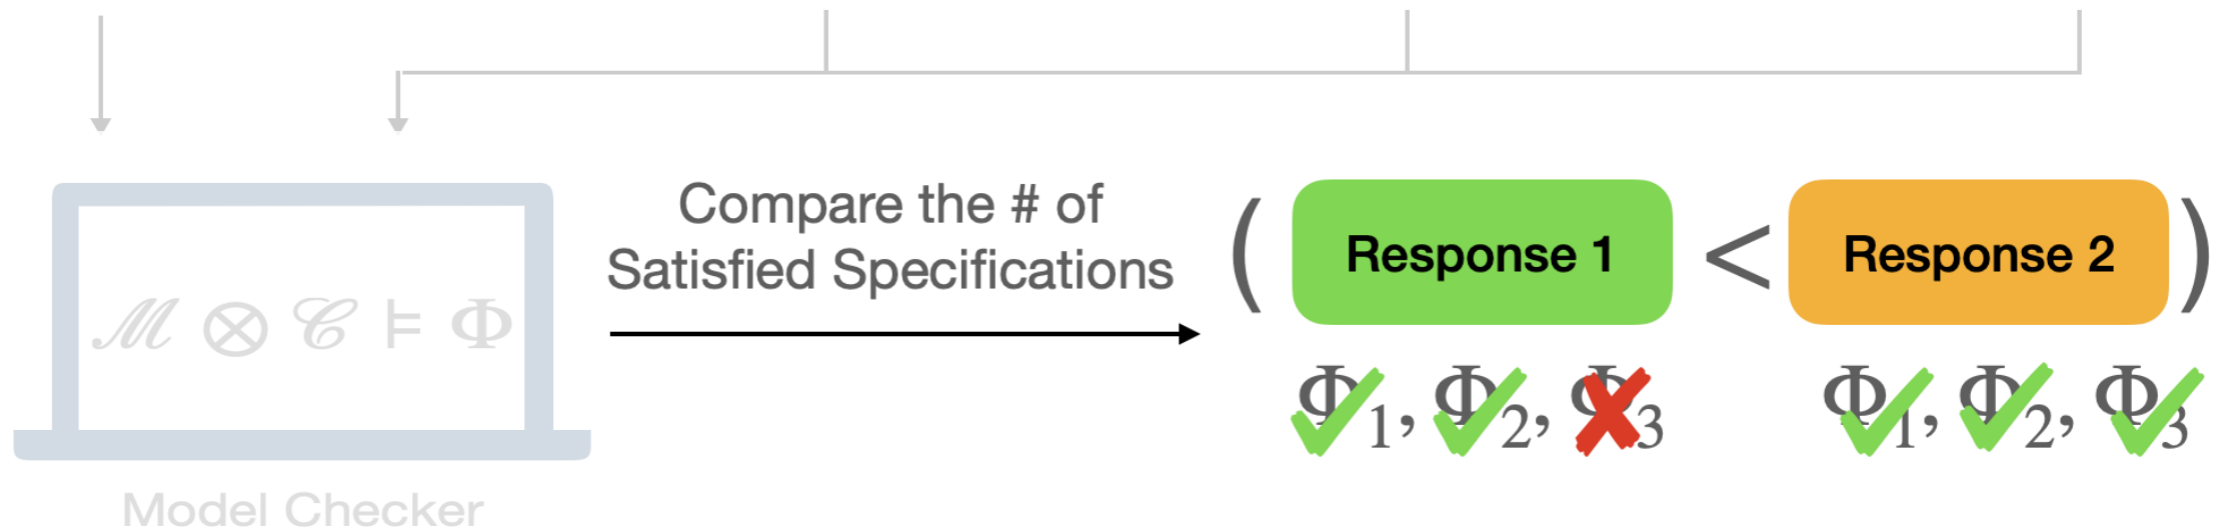 Compare the # of
Satisfied Specifications
( Response 1 < Response 2 )
ℳ ⊗ 𝒞 ⊨ Φ
Φ1, Φ2, Φ3
Φ1, Φ2, Φ3
Model Checker